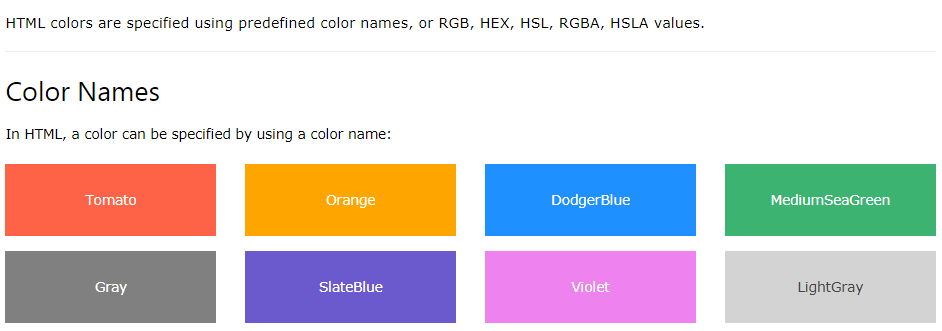 HTML colors are specified using predefined color names, or RGB, HEX, HSL, RGBA, HSLA values.
Color Names
In HTML, a color can be specified by using a color name:
Tomato
Orange
DodgerBlue
MediumSeaGreen
Gray
SlateBlue
Violet
LightGray